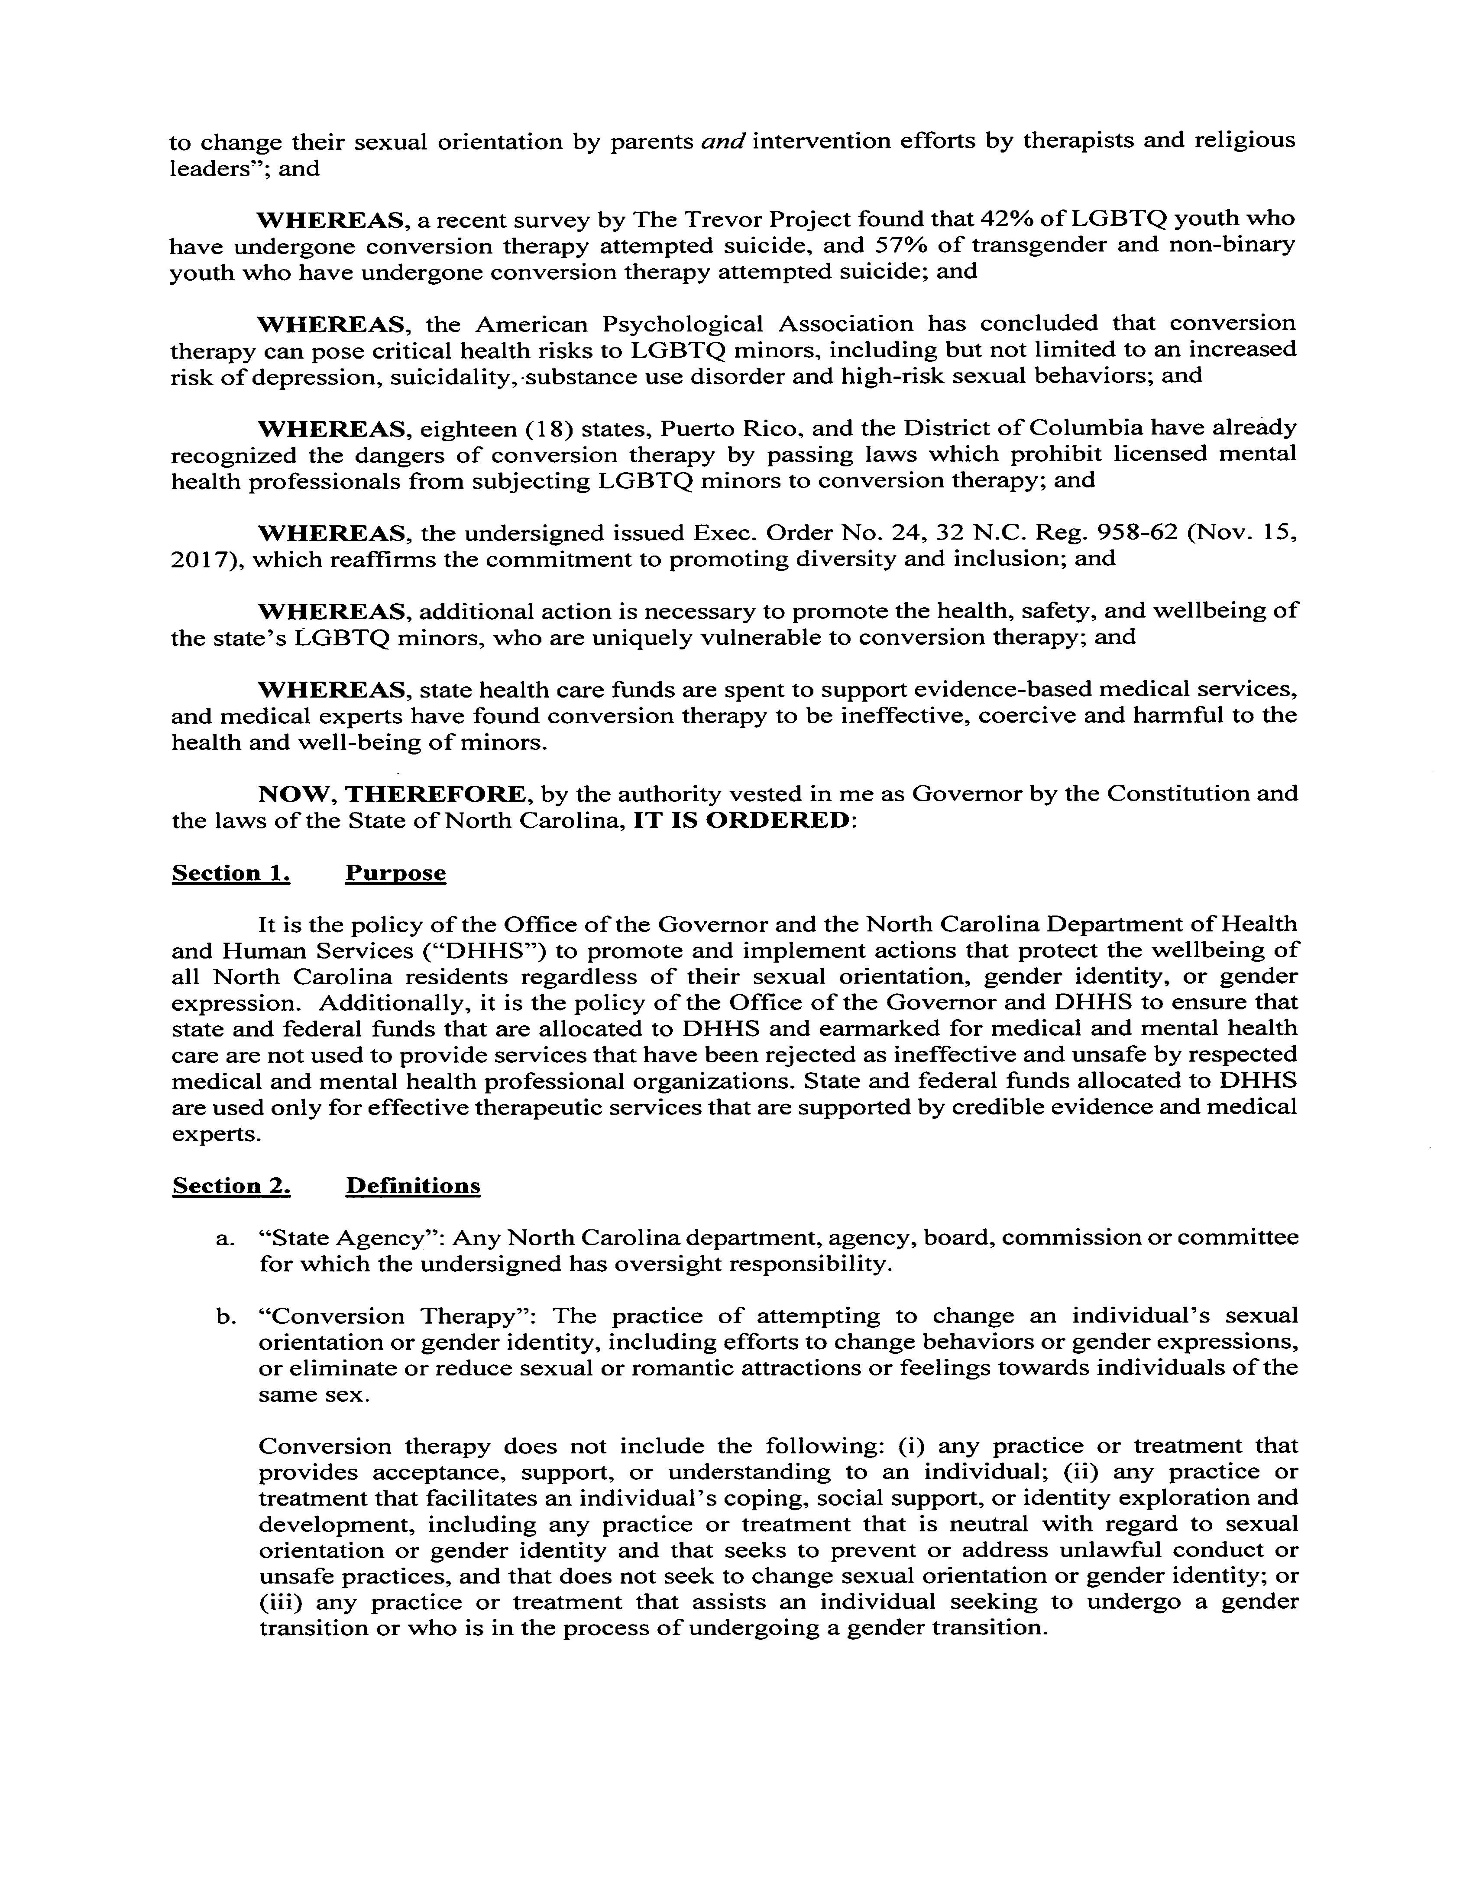 to change their sexual orientation by parents and intervention efforts by therapists and religious
leaders”; and
WHEREAS, a recent survey by The Trevor Project found that 42% of LGBTQ youth who
have undergone conversion therapy attempted suicide, and 57% of transgender and non-binary
youth who have undergone conversion therapy attempted suicide; and
WHEREAS, the American Psychological Association has concluded that conversion
therapy can pose critical health risks to LGBTQ minors, including but not limited to an increased
risk of depression, suicidality, substance use disorder and high-risk sexual behaviors; and
WHEREAS, eighteen (18) states, Puerto Rico, and the District of Columbia have already
recognized the dangers of conversion therapy by passing laws which prohibit licensed mental
health professionals from subjecting LGBTQ minors to conversion therapy; and
WHEREAS, the undersigned issued Exec. Order No. 24, 32 N.C. Reg. 958-62 (Nov. 15,
2017), which reaffirms the commitment to promoting diversity and inclusion; and
WHEREAS, additional action is necessary to promote the health, safety, and wellbeing of
the state’s LGBTQ minors, who are uniquely vulnerable to conversion therapy; and
WHEREAS, state health care funds are spent to support evidence-based medical services,
and medical experts have found conversion therapy to be ineffective, coercive and harmful to the
health and well-being of minors.
NOW, THEREFORE, by the authority vested in me as Governor by the Constitution and
the laws of the State of North Carolina, IT IS ORDERED:
Section 1. Purpose
It is the policy of the Office of the Governor and the North Carolina Department of Health
and Human Services (“DHHS”) to promote and implement actions that protect the wellbeing of
all North Carolina residents regardless of their sexual orientation, gender identity, or gender
expression. Additionally, it is the policy of the Office of the Governor and DHHS to ensure that
state and federal funds that are allocated to DHHS and earmarked for medical and mental health
care are not used to provide services that have been rejected as ineffective and unsafe by respected
medical and mental health professional organizations. State and federal funds allocated to DHHS
are used only for effective therapeutic services that are supported by credible evidence and medical
experts.
Section 2. Definitions
a. “State Agency”: Any North Carolina department, agency, board, commission or committee
for which the undersigned has oversight responsibility.
b. “Conversion Therapy”: The practice of attempting to change an individual’s sexual
orientation or gender identity, including efforts to change behaviors or gender expressions,
or eliminate or reduce sexual or romantic attractions or feelings towards individuals of the
same sex.
Conversion therapy does not include the following: (i) any practice or treatment that
provides acceptance, support, or understanding to an individual; (ii) any practice or
treatment that facilitates an individual’s coping, social support, or identity exploration and
development, including any practice or treatment that is neutral with regard to sexual
orientation or gender identity and that seeks to prevent or address unlawful conduct or
unsafe practices, and that does not seek to change sexual orientation or gender identity; or
(iii) any practice or treatment that assists an individual seeking to undergo a gender
transition or who is in the process of undergoing a gender transition.